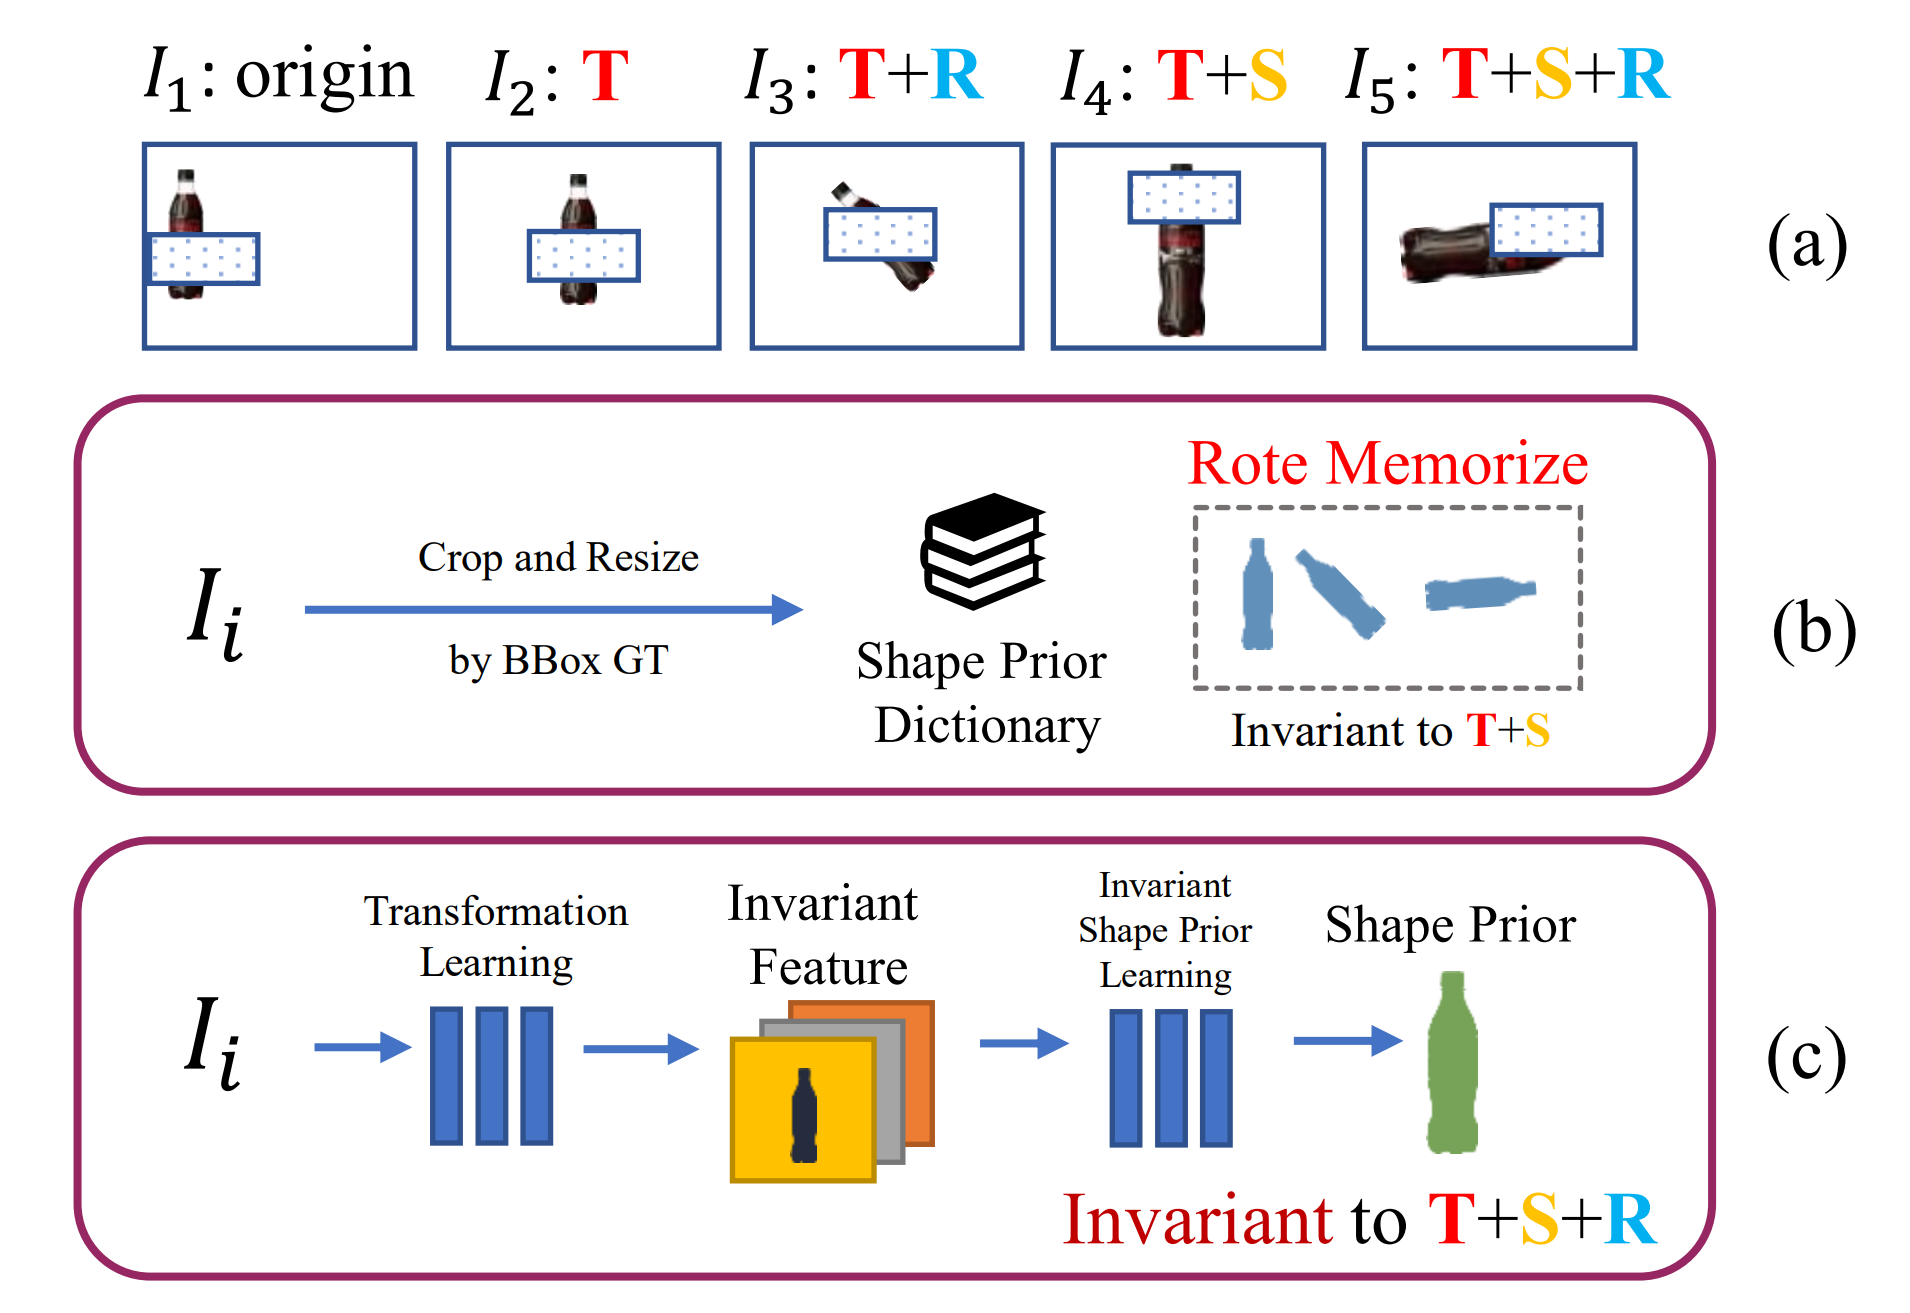 I₁: origin
I₂: T
I₃: T+R
I₄: T+S
I₅: T+S+R
(a)
Rote Memorize
Crop and Resize
by BBox GT
Iᵢ
Shape Prior
Dictionary
Invariant to T+S
(b)
Transformation
Learning
Invariant
Feature
Invariant
Shape Prior
Learning
Shape Prior
Iᵢ
Invariant to T+S+R
(c)